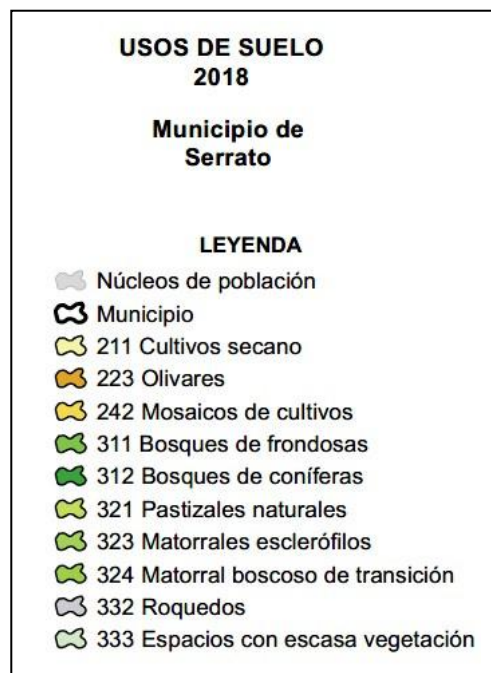 USOS DE SUELO
2018
Municipio de
Serrato
LEYENDA
Núcleos de población
Municipio
211 Cultivos secano
223 Olivares
242 Mosaicos de cultivos
311 Bosques de frondosas
312 Bosques de coníferas
321 Pastizales naturales
323 Matorrales esclerófilos
324 Matorral boscoso de transición
332 Roquedos
333 Espacios con escasa vegetación